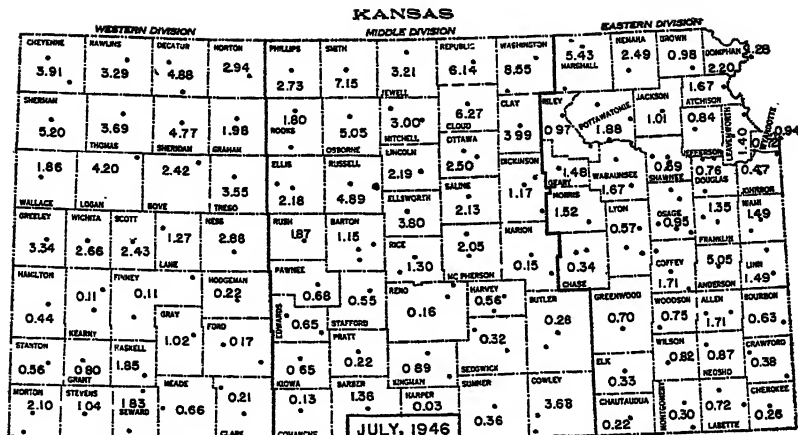 KANSAS
WESTERN DIVISION MIDDLE DIVISION EASTERN DIVISION
CHEYENNE RAWLINS DECATUR NORTON PHILLIPS SMITH REPUBLIC WASHINGTON NEMAHA BROWN DONIPHAN
3.91 3.29 4.88 2.94 2.73 7.15 3.21 6.14 8.55 5.43 2.49 0.98 2.20 3.28
JEWELL MARSHALL
SHERMAN CLAY RILEY POTTAWATOMIE JACKSON ATCHISON
5.20 3.69 4.77 1.98 1.80 5.05 3.00 6.27 3.99 0.97 1.88 1.01 1.67 0.84 1.40 0.94
THOMAS SHERIDAN GRAHAM ROOKS OSBORNE MITCHELL CLOUD JEFFERSON LEAVENWORTH WYANDOTTE
ELLIS RUSSELL LINCOLN OTTAWA DICKINSON
1.86 4.20 2.42 3.55 2.18 4.89 2.19 2.50 1.17 1.48 1.67 0.89 0.76 0.47
WALLACE LOGAN GOVE TREGO GEARY WABAUNSEE SHAWNEE DOUGLAS JOHNSON
ELLSWORTH SALINE MORRIS
3.80 2.13 1.52
GREELEY WICHITA SCOTT NESS RUSH BARTON RICE MARION LYON OSAGE MIAMI
3.34 2.66 2.43 1.27 2.88 1.87 1.15 1.30 2.05 0.15 0.34 0.57 0.65 1.35 1.49
LANE MCPHERSON CHASE FRANKLIN
HAMILTON FINNEY HODGEMAN PAWNEE RENO HARVEY BUTLER COFFEY LINN
0.44 0.11 0.11 0.22 0.68 0.55 0.16 0.56 0.28 1.71 5.05 1.49
KEARNY EDWARDS STAFFORD ANDERSON
GRAY FORD PRATT GREENWOOD WOODSON ALLEN BOURBON
1.02 0.17 0.65 0.22 0.32 0.70 0.75 1.71 0.63
STANTON HASKELL SEDGWICK WILSON CRAWFORD
0.56 0.80 1.85 0.65 0.89 0.33 0.82 0.87 0.38
GRANT KIOWA KINGMAN ELK NEOSHO
MORTON STEVENS MEADE BARBER HARPER SUMNER COWLEY CHAUTAUQUA MONTGOMERY CHEROKEE
2.10 1.04 1.83 0.66 0.21 0.13 1.38 0.03 0.36 3.68 0.22 0.30 0.72 0.26
SEWARD CLARK COMANCHE LABETTE
JULY, 1946